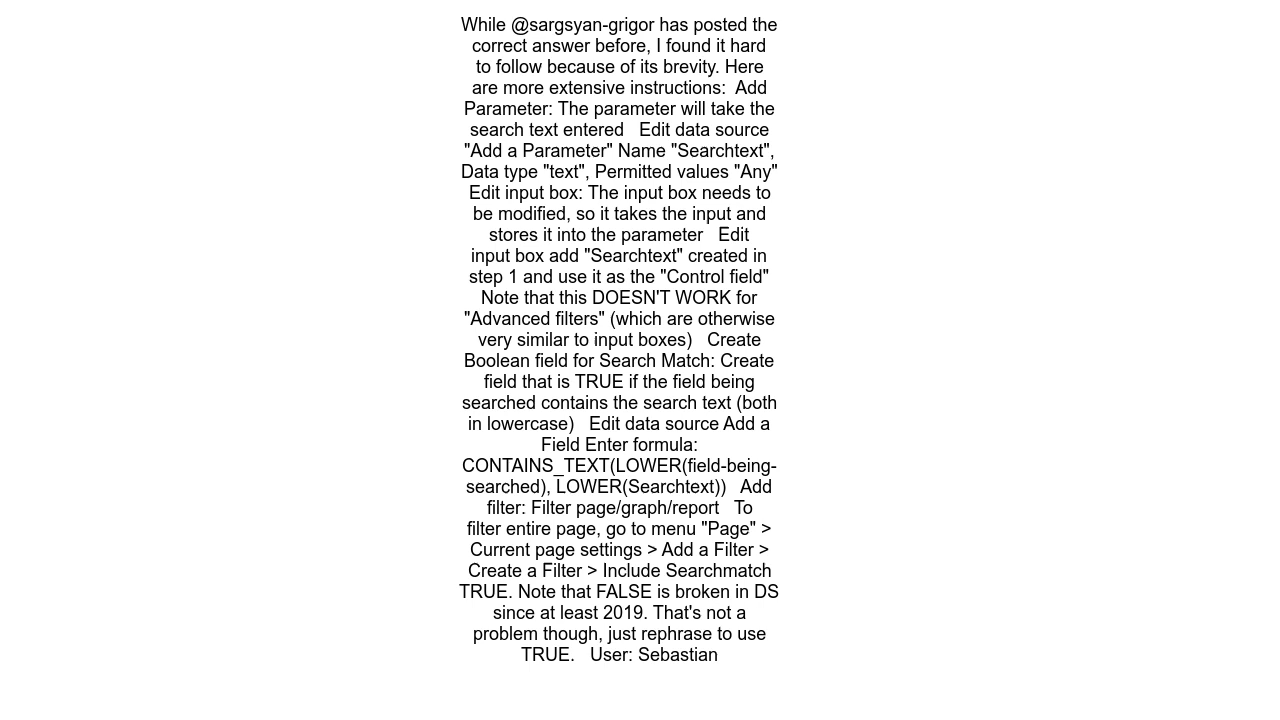 While @sargsyan-grigor has posted the
correct answer before, I found it hard
to follow because of its brevity. Here
are more extensive instructions:  Add
Parameter: The parameter will take the
search text entered   Edit data source
"Add a Parameter" Name "Searchtext",
Data type "text", Permitted values "Any"
Edit input box: The input box needs to
be modified, so it takes the input and
stores it into the parameter   Edit
input box add "Searchtext" created in
step 1 and use it as the "Control field"
Note that this DOESN'T WORK for
"Advanced filters" (which are otherwise
very similar to input boxes)   Create
Boolean field for Search Match: Create
field that is TRUE if the field being
searched contains the search text (both
in lowercase)   Edit data source Add a
Field Enter formula:
CONTAINS_TEXT(LOWER(field-being-
searched), LOWER(Searchtext))   Add
filter: Filter page/graph/report   To
filter entire page, go to menu "Page" >
Current page settings > Add a Filter >
Create a Filter > Include Searchmatch
TRUE. Note that FALSE is broken in DS
since at least 2019. That's not a
problem though, just rephrase to use
TRUE.   User: Sebastian